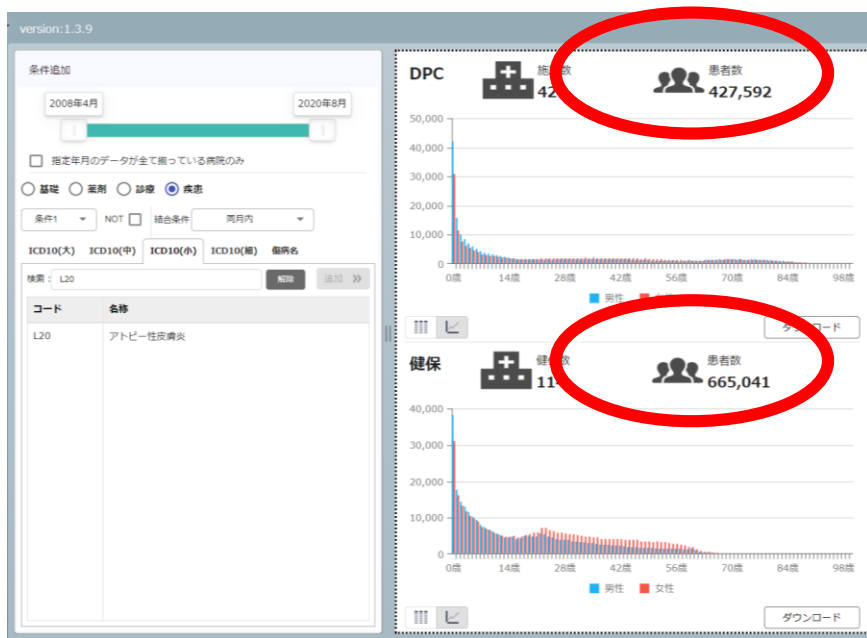 version:1.3.9
条件追加
2008年4月
2020年8月
指定年月のデータが全て揃っている病院のみ
基礎 薬剤 診療 疾患
条件1 NOT 結合条件 同月内
ICD10(大) ICD10(中) ICD10(小) ICD10(細) 傷病名
検索： L20 解除 追加
コード 名称
L20 アトピー性皮膚炎
DPC
患者数
427,592
50,000
40,000
30,000
20,000
10,000
0
0歳 14歳 28歳 42歳 56歳 70歳 84歳 98歳
男性
ダウンロード
健保
患者数
665,041
40,000
30,000
20,000
10,000
0
0歳 14歳 28歳 42歳 56歳 70歳 84歳 98歳
男性 女性
ダウンロード